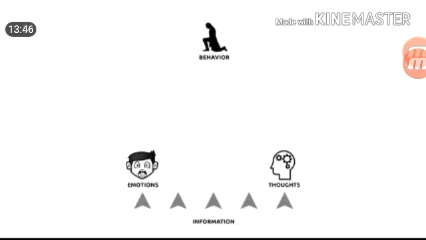 Made with KINEMASTER
13:46
BEHAVIOR
EMOTIONS
THOUGHTS
INFORMATION